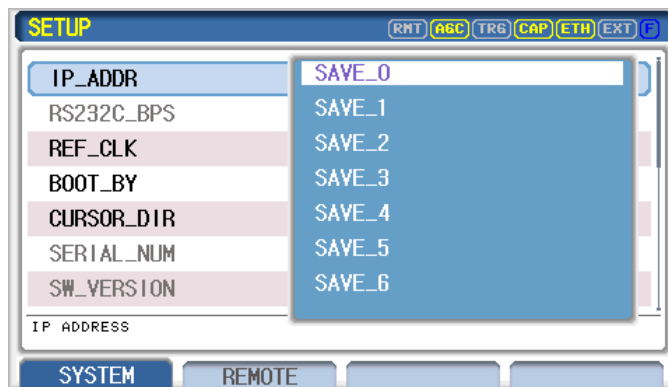 SETUP
RMT AGC TRG CAP ETH EXT F
IP_ADDR
RS232C_BPS
REF_CLK
BOOT_BY
CURSOR_DIR
SERIAL_NUM
SW_VERSION
SAVE_0
SAVE_1
SAVE_2
SAVE_3
SAVE_4
SAVE_5
SAVE_6
IP ADDRESS
SYSTEM REMOTE